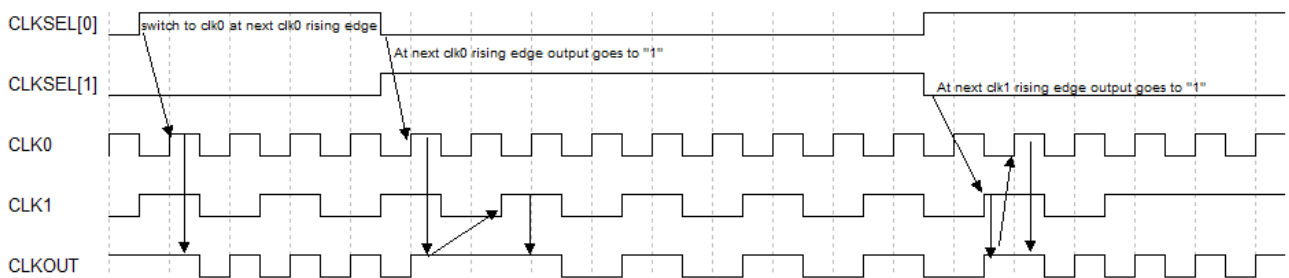 CLKSEL[0]
switch to clk0 at next clk0 rising edge
At next clk0 rising edge output goes to "1"
CLKSEL[1]
At next clk1 rising edge output goes to "1"
CLK0
CLK1
CLKOUT